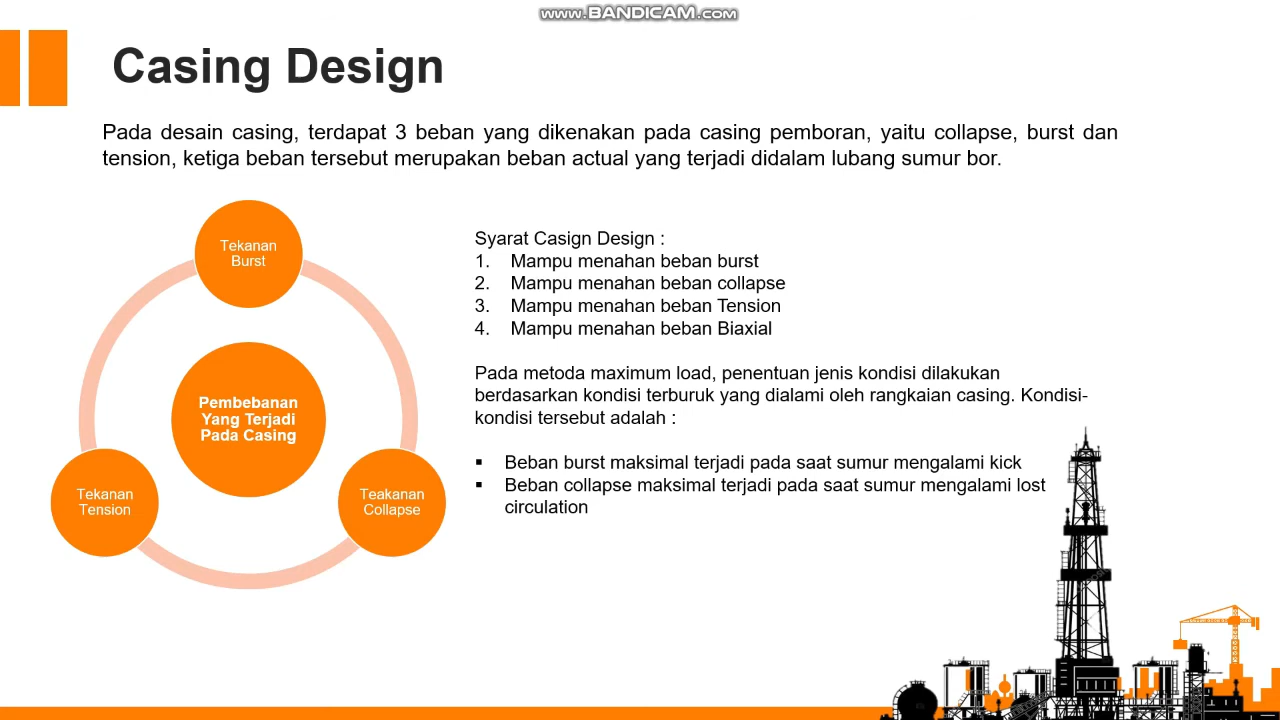 www.BANDICAM.com
Casing Design
Pada desain casing, terdapat 3 beban yang dikenakan pada casing pemboran, yaitu collapse, burst dan
tension, ketiga beban tersebut merupakan beban actual yang terjadi didalam lubang sumur bor.
Tekanan
Burst
Pembebanan
Yang Terjadi
Pada Casing
Tekanan
Tension
Teakanan
Collapse
Syarat Casign Design :
1. Mampu menahan beban burst
2. Mampu menahan beban collapse
3. Mampu menahan beban Tension
4. Mampu menahan beban Biaxial
Pada metoda maximum load, penentuan jenis kondisi dilakukan
berdasarkan kondisi terburuk yang dialami oleh rangkaian casing. Kondisi-
kondisi tersebut adalah :
▪ Beban burst maksimal terjadi pada saat sumur mengalami kick
▪ Beban collapse maksimal terjadi pada saat sumur mengalami lost
circulation